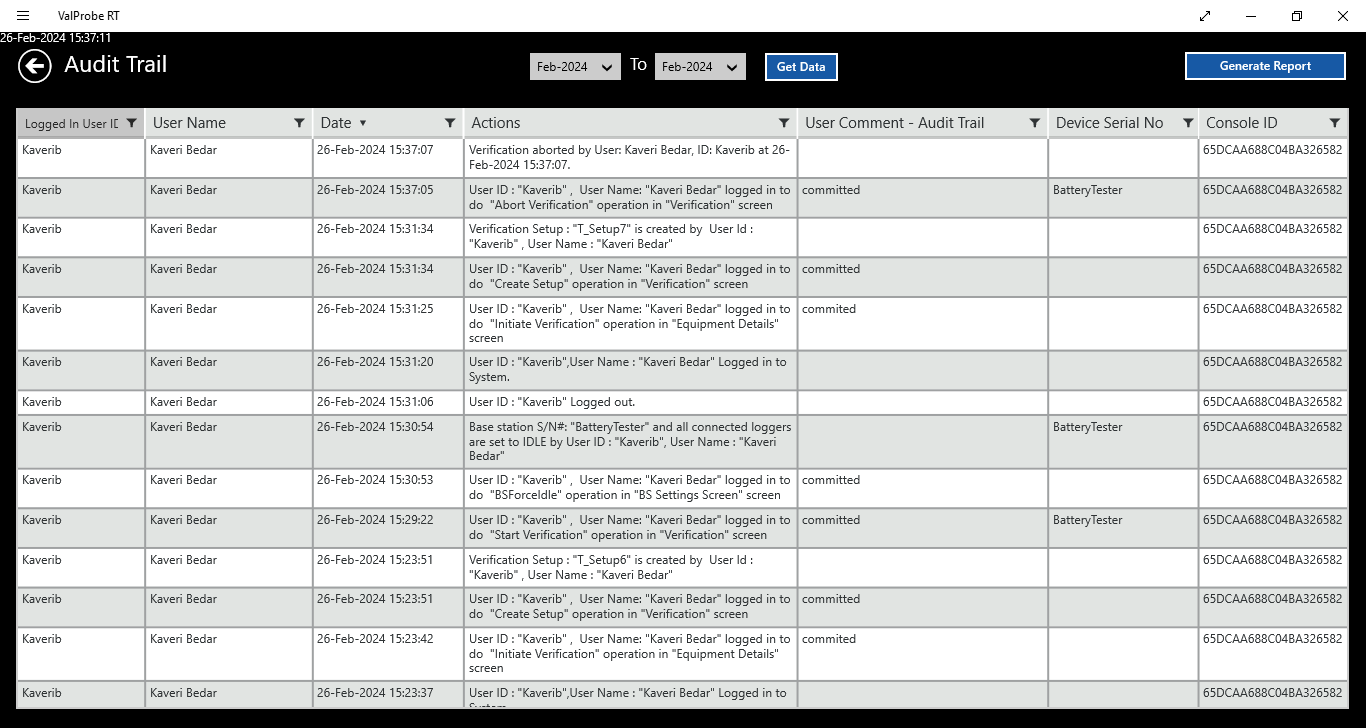 ValProbe RT
26-Feb-2024 15:37:11
Audit Trail
Feb-2024 To Feb-2024 Get Data Generate Report
Logged In User ID User Name Date Actions User Comment - Audit Trail Device Serial No Console ID
Kaverib Kaveri Bedar 26-Feb-2024 15:37:07 Verification aborted by User: Kaveri Bedar, ID: Kaverib at 26- 65DCAA688C04BA326582
Feb-2024 15:37:07.
Kaverib Kaveri Bedar 26-Feb-2024 15:37:05 User ID : "Kaverib" ,  User Name: "Kaveri Bedar" logged in to committed BatteryTester 65DCAA688C04BA326582
do  "Abort Verification" operation in "Verification" screen
Kaverib Kaveri Bedar 26-Feb-2024 15:31:34 Verification Setup : "T_Setup7" is created by  User Id : 65DCAA688C04BA326582
"Kaverib" , User Name : "Kaveri Bedar"
Kaverib Kaveri Bedar 26-Feb-2024 15:31:34 User ID : "Kaverib" ,  User Name: "Kaveri Bedar" logged in to committed 65DCAA688C04BA326582
do  "Create Setup" operation in "Verification" screen
Kaverib Kaveri Bedar 26-Feb-2024 15:31:25 User ID : "Kaverib" ,  User Name: "Kaveri Bedar" logged in to commited 65DCAA688C04BA326582
do  "Initiate Verification" operation in "Equipment Details"
screen
Kaverib Kaveri Bedar 26-Feb-2024 15:31:20 User ID : "Kaverib",User Name : "Kaveri Bedar" Logged in to 65DCAA688C04BA326582
System.
Kaverib Kaveri Bedar 26-Feb-2024 15:31:06 User ID : "Kaverib" Logged out. 65DCAA688C04BA326582
Kaverib Kaveri Bedar 26-Feb-2024 15:30:54 Base station S/N#: "BatteryTester" and all connected loggers BatteryTester 65DCAA688C04BA326582
are set to IDLE by User ID : "Kaverib", User Name : "Kaveri
Bedar"
Kaverib Kaveri Bedar 26-Feb-2024 15:30:53 User ID : "Kaverib" ,  User Name: "Kaveri Bedar" logged in to committed 65DCAA688C04BA326582
do  "BSForceIdle" operation in "BS Settings Screen" screen
Kaverib Kaveri Bedar 26-Feb-2024 15:29:22 User ID : "Kaverib" ,  User Name: "Kaveri Bedar" logged in to committed BatteryTester 65DCAA688C04BA326582
do  "Start Verification" operation in "Verification" screen
Kaverib Kaveri Bedar 26-Feb-2024 15:23:51 Verification Setup : "T_Setup6" is created by  User Id : 65DCAA688C04BA326582
"Kaverib" , User Name : "Kaveri Bedar"
Kaverib Kaveri Bedar 26-Feb-2024 15:23:51 User ID : "Kaverib" ,  User Name: "Kaveri Bedar" logged in to committed 65DCAA688C04BA326582
do  "Create Setup" operation in "Verification" screen
Kaverib Kaveri Bedar 26-Feb-2024 15:23:42 User ID : "Kaverib" ,  User Name: "Kaveri Bedar" logged in to commited 65DCAA688C04BA326582
do  "Initiate Verification" operation in "Equipment Details"
screen
Kaverib Kaveri Bedar 26-Feb-2024 15:23:37 User ID : "Kaverib",User Name : "Kaveri Bedar" Logged in to 65DCAA688C04BA326582